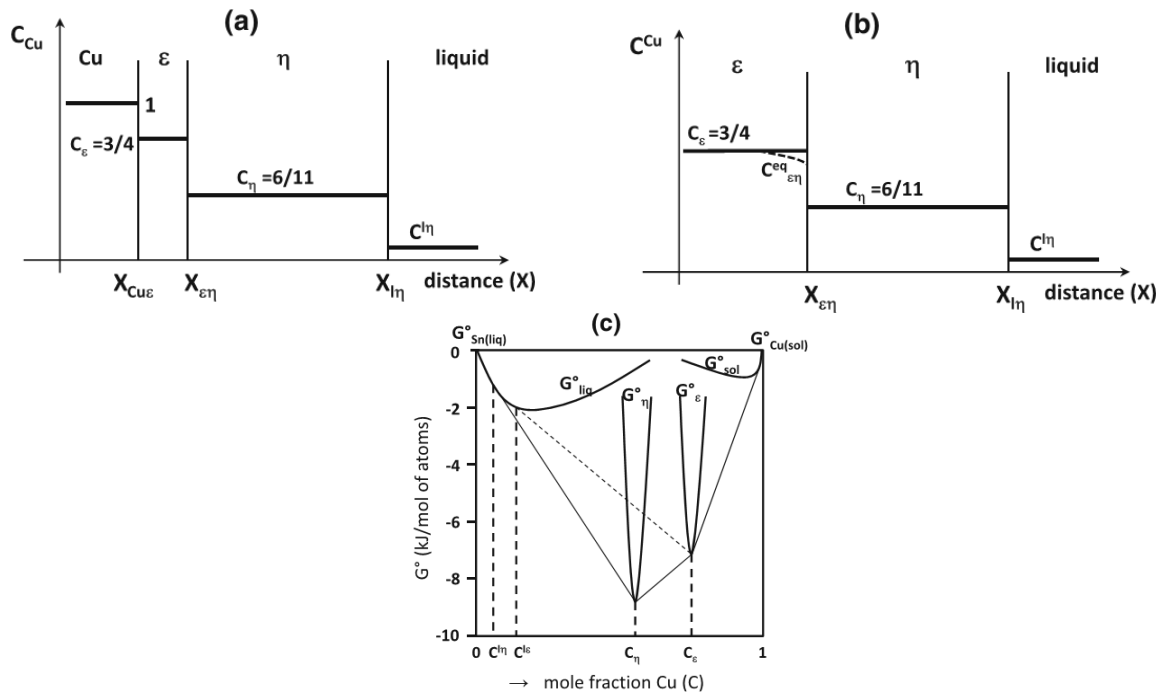 (a)
C_Cu
Cu ε η liquid
1
C_ε =3/4
C_η =6/11
C^lη
X_Cuε X_εη X_lη distance (X)
(b)
C^Cu
ε η liquid
C_ε =3/4
C^eq_εη
C_η =6/11
C^lη
X_εη X_lη distance (X)
(c)
G°_Sn(liq) G°_Cu(sol)
0
-2
-4
-6
-8
-10
G° (kJ/mol of atoms)
G°_liq
G°_sol
G°_η
G°_ε
0 C^lη C^lε C_η C_ε 1
→ mole fraction Cu (C)